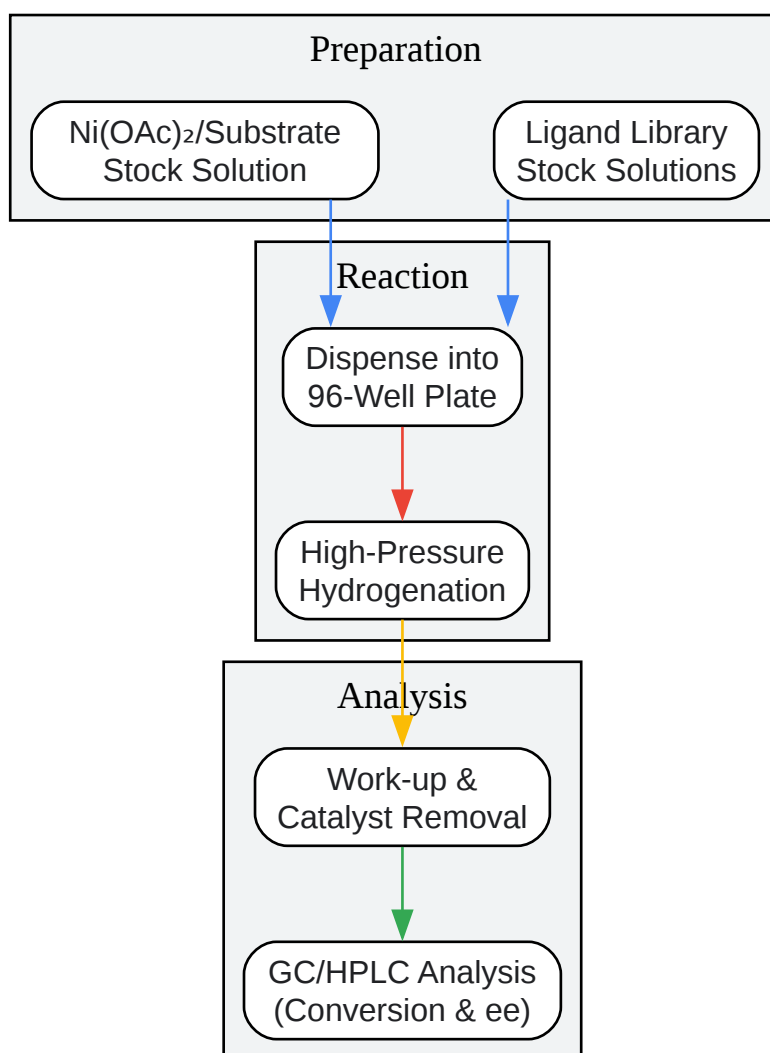 Preparation
Ni(OAc)₂/Substrate
Stock Solution
Ligand Library
Stock Solutions
Reaction
Dispense into
96-Well Plate
High-Pressure
Hydrogenation
Analysis
Work-up &
Catalyst Removal
GC/HPLC Analysis
(Conversion & ee)